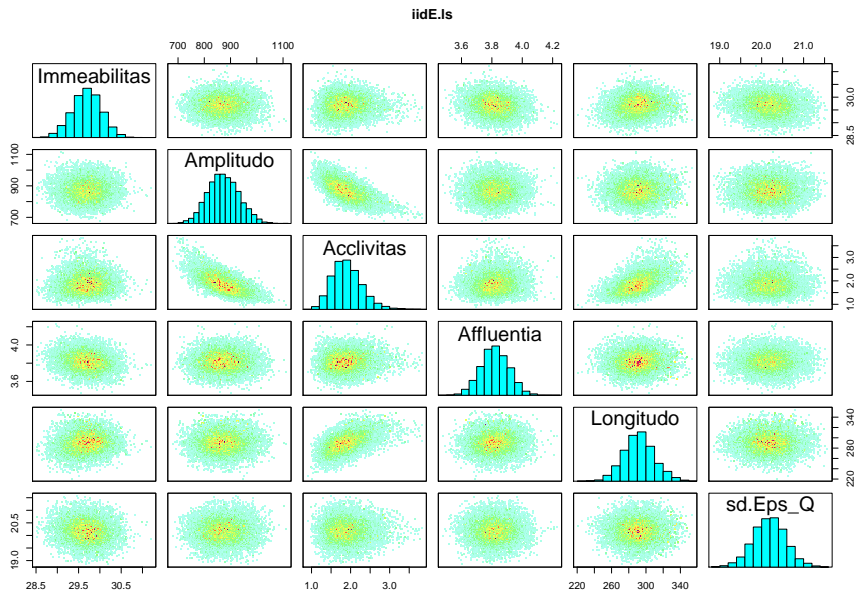 iidE.ls
700 800 900 1000 1100
3.6 3.8 4.0 4.2
19.0 20.0 21.0
Immeabilitas
28.5 30.0
700 900 1100
Amplitudo
Acclivitas
1.0 2.0 3.0
3.6 4.0
Affluentia
Longitudo
220 260 300 340
19.0 20.5
sd.Eps_Q
28.5 29.5 30.5
1.0 2.0 3.0
220 260 300 340